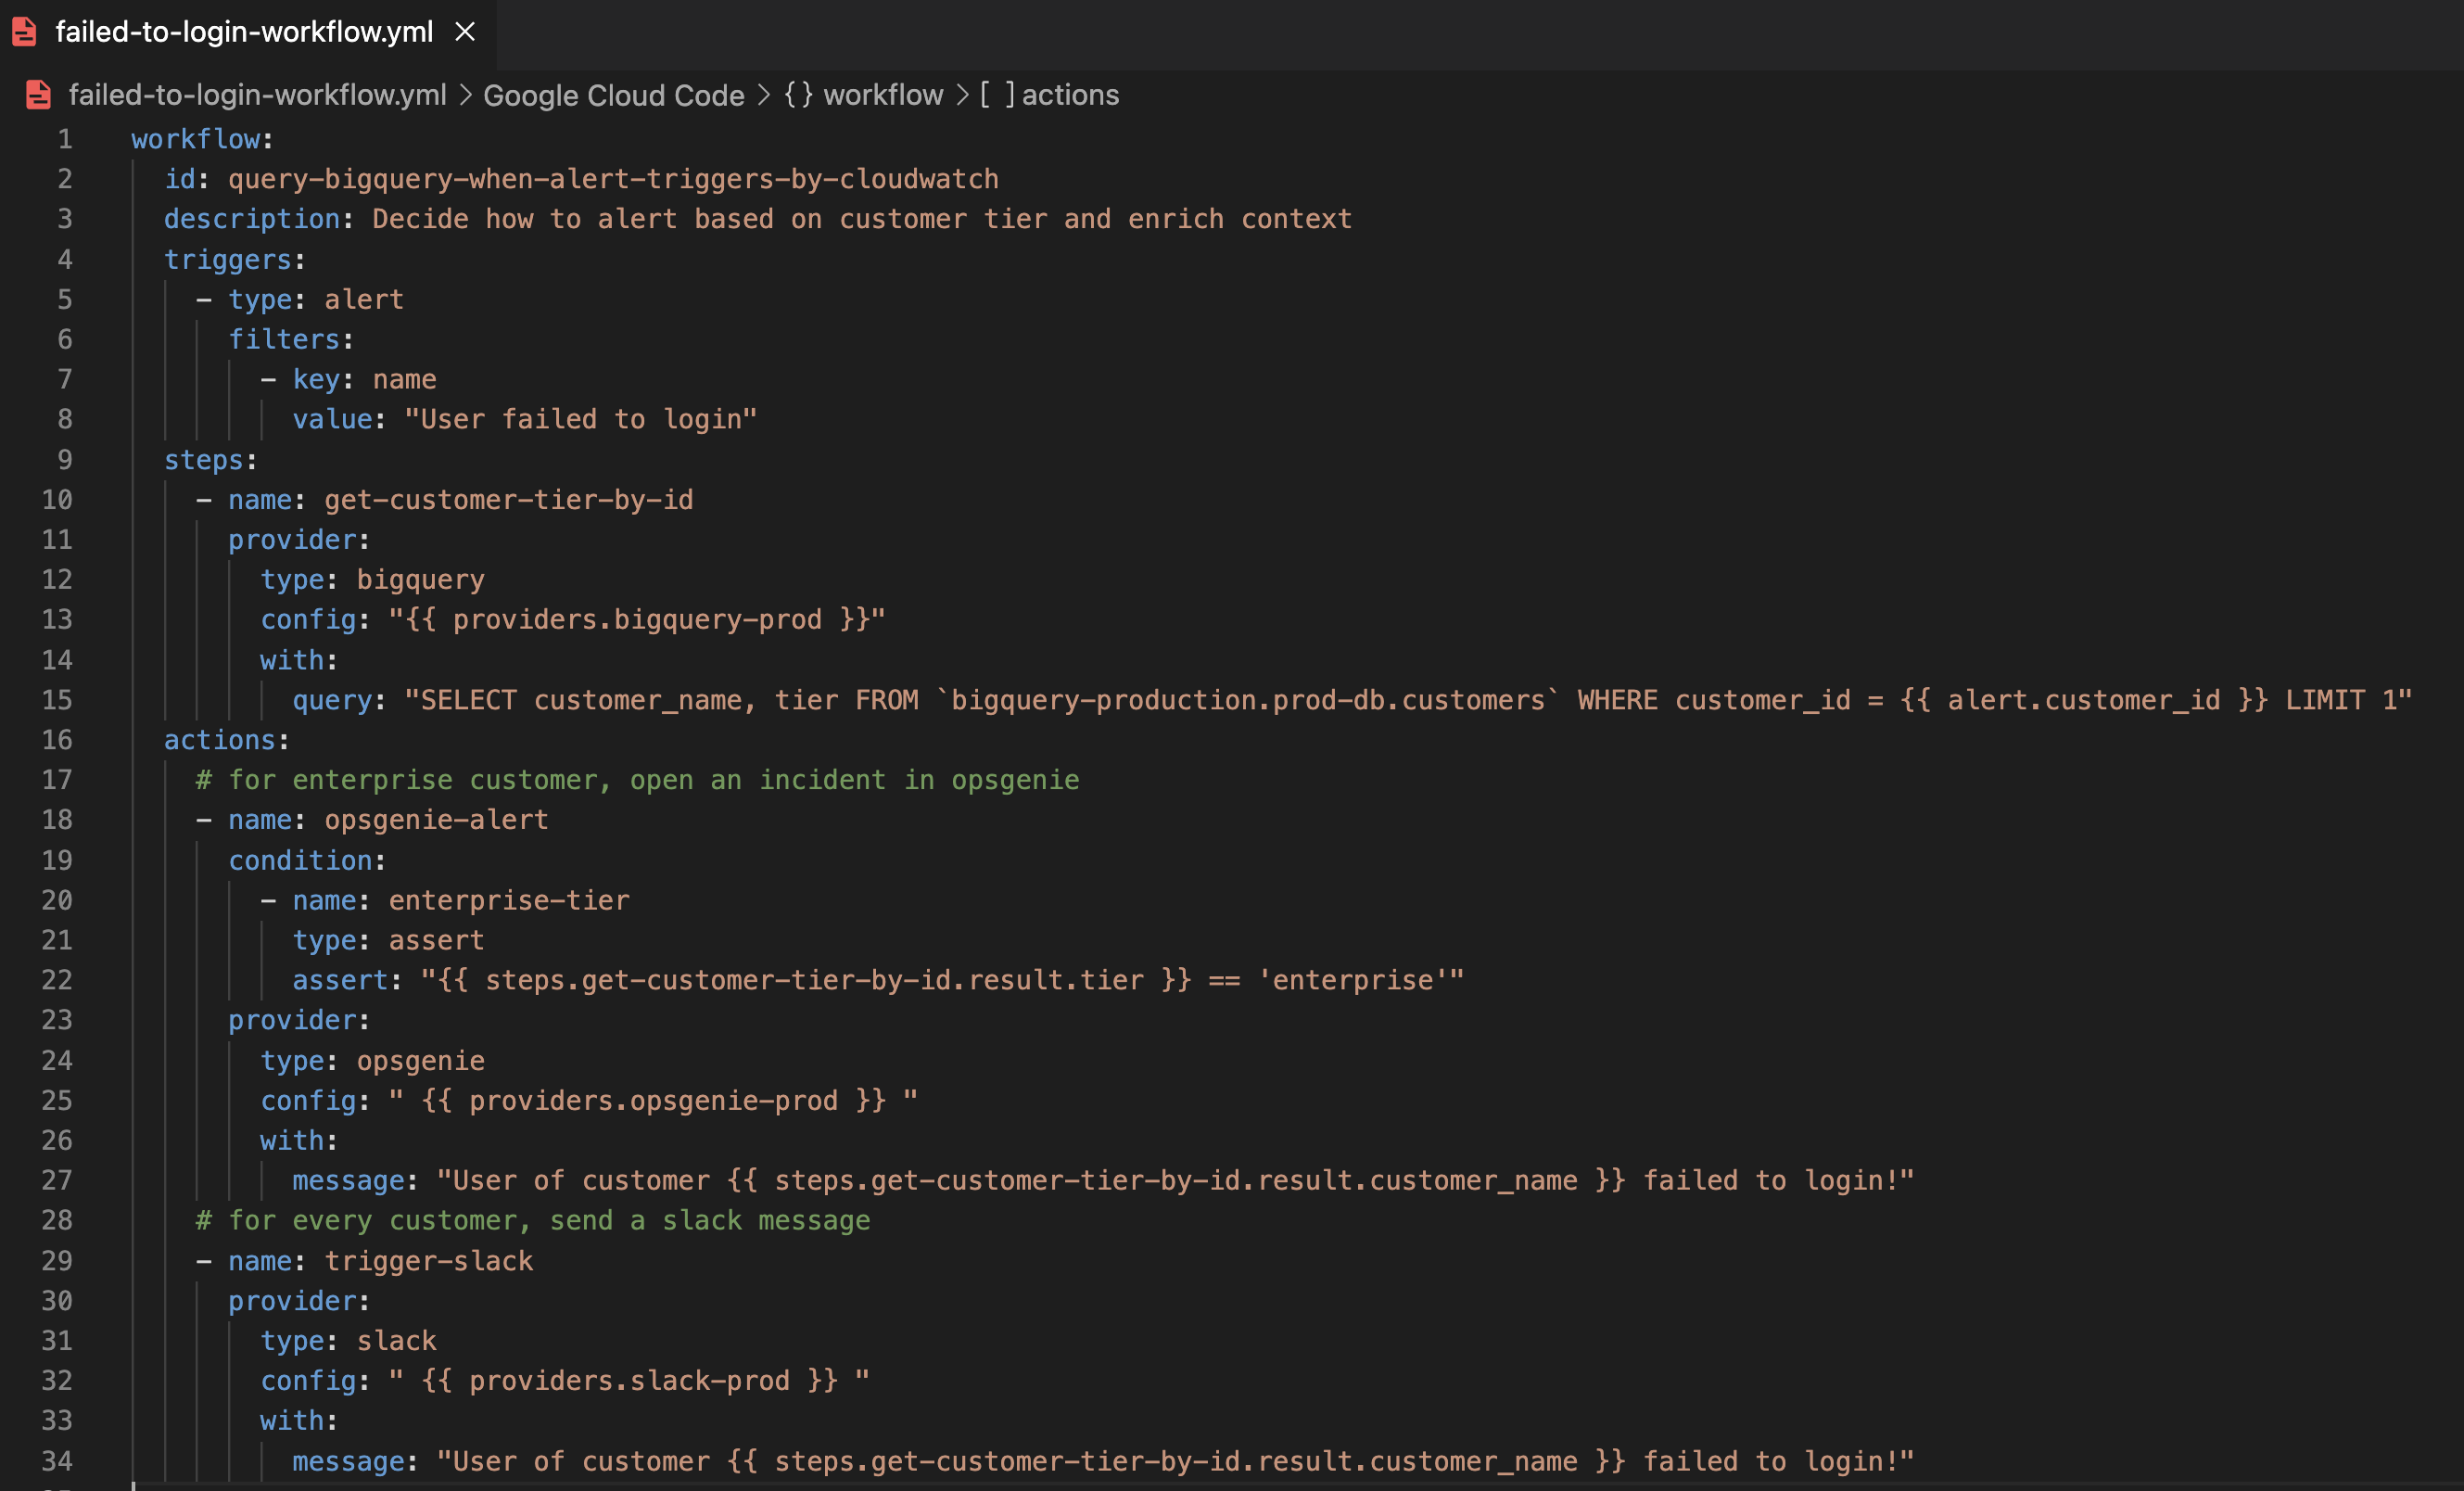 failed-to-login-workflow.yml
failed-to-login-workflow.yml > Google Cloud Code > {} workflow > [ ] actions
1 workflow:
2   id: query-bigquery-when-alert-triggers-by-cloudwatch
3   description: Decide how to alert based on customer tier and enrich context
4   triggers:
5     - type: alert
6       filters:
7         - key: name
8           value: "User failed to login"
9   steps:
10     - name: get-customer-tier-by-id
11       provider:
12         type: bigquery
13         config: "{{ providers.bigquery-prod }}"
14         with:
15           query: "SELECT customer_name, tier FROM `bigquery-production.prod-db.customers` WHERE customer_id = {{ alert.customer_id }} LIMIT 1"
16   actions:
17     # for enterprise customer, open an incident in opsgenie
18     - name: opsgenie-alert
19       condition:
20         - name: enterprise-tier
21           type: assert
22           assert: "{{ steps.get-customer-tier-by-id.result.tier }} == 'enterprise'"
23       provider:
24         type: opsgenie
25         config: " {{ providers.opsgenie-prod }} "
26         with:
27           message: "User of customer {{ steps.get-customer-tier-by-id.result.customer_name }} failed to login!"
28     # for every customer, send a slack message
29     - name: trigger-slack
30       provider:
31         type: slack
32         config: " {{ providers.slack-prod }} "
33         with:
34           message: "User of customer {{ steps.get-customer-tier-by-id.result.customer_name }} failed to login!"